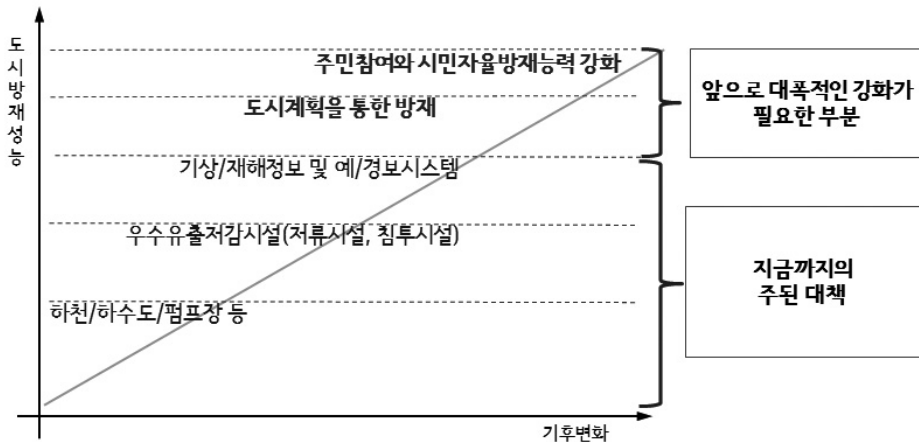 도시방재성능
주민참여와 시민자율방재능력 강화
도시계획을 통한 방재
기상/재해정보 및 예/경보시스템
우수유출저감시설(저류시설, 침투시설)
하천/하수도/펌프장 등
기후변화
앞으로 대폭적인 강화가
필요한 부분
지금까지의
주된 대책